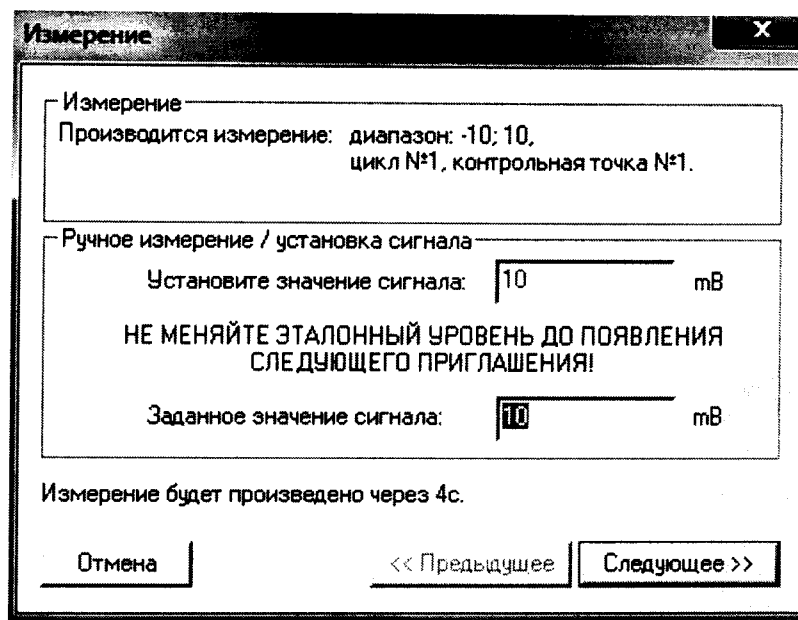 Измерение
X
Измерение
Производится измерение: диапазон: -10; 10,
цикл №1, контрольная точка №1.
Ручное измерение / установка сигнала
Установите значение сигнала: 10 mB
НЕ МЕНЯЙТЕ ЭТАЛОННЫЙ УРОВЕНЬ ДО ПОЯВЛЕНИЯ
СЛЕДУЮЩЕГО ПРИГЛАШЕНИЯ!
Заданное значение сигнала: 10 mB
Измерение будет произведено через 4с.
Отмена << Предыдущее Следующее >>